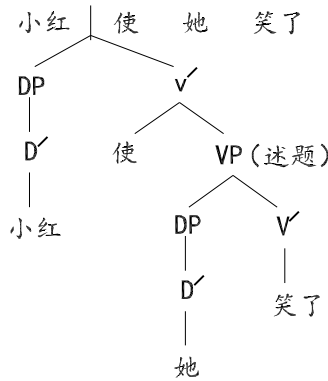 小红 使 她 笑了
DP v′
D′ 使 VP(述题)
小红 DP V′
D′ 笑了
她